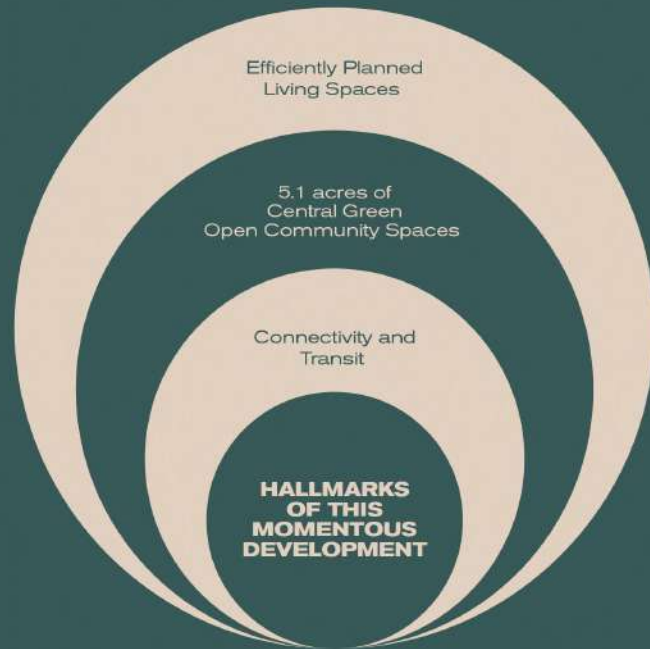 Efficiently Planned
Living Spaces
5.1 acres of
Central Green
Open Community Spaces
Connectivity and
Transit
HALLMARKS
OF THIS
MOMENTOUS
DEVELOPMENT